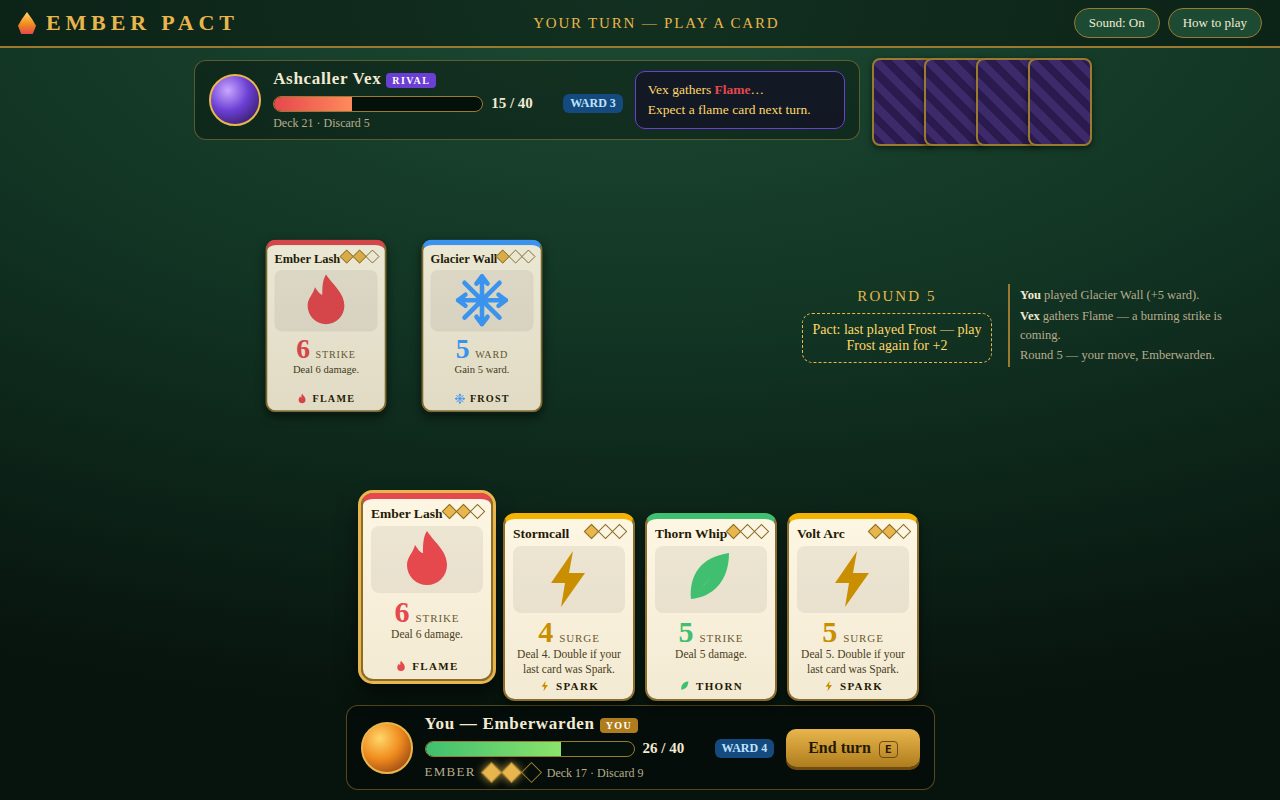 EMBER PACT
YOUR TURN — PLAY A CARD
Sound: On
How to play
Ashcaller Vex RIVAL
15 / 40
Deck 21 · Discard 5
WARD 3
Vex gathers Flame…
Expect a flame card next turn.
Ember Lash
6 STRIKE
Deal 6 damage.
FLAME
Glacier Wall
5 WARD
Gain 5 ward.
FROST
ROUND 5
Pact: last played Frost — play
Frost again for +2
You played Glacier Wall (+5 ward).
Vex gathers Flame — a burning strike is
coming.
Round 5 — your move, Emberwarden.
Ember Lash
6 STRIKE
Deal 6 damage.
FLAME
Stormcall
4 SURGE
Deal 4. Double if your
last card was Spark.
SPARK
Thorn Whip
5 STRIKE
Deal 5 damage.
THORN
Volt Arc
5 SURGE
Deal 5. Double if your
last card was Spark.
SPARK
You — Emberwarden YOU
26 / 40
EMBER
Deck 17 · Discard 9
WARD 4
End turn E